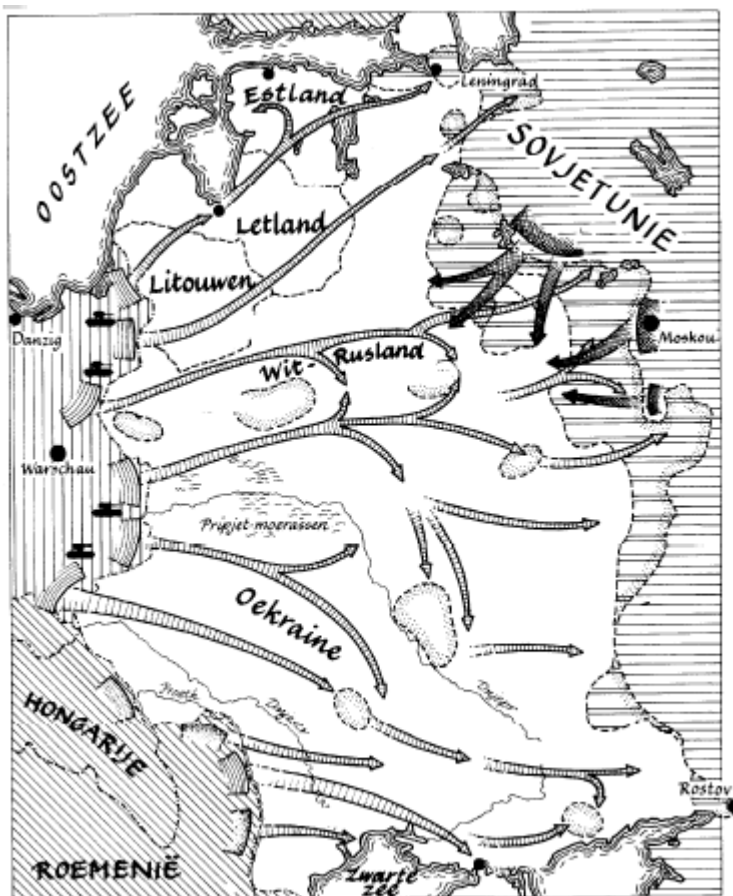 Leningrad
Estland
OOSTZEE
SOVJETUNIE
Letland
Litouwen
Danzig
Moskou
Wit-
Rusland
Warschau
Pripjet moerassen
Oekraine
Dnjepr
HONGARIJE
Rostov
ROEMENIË
Zwarte
zee